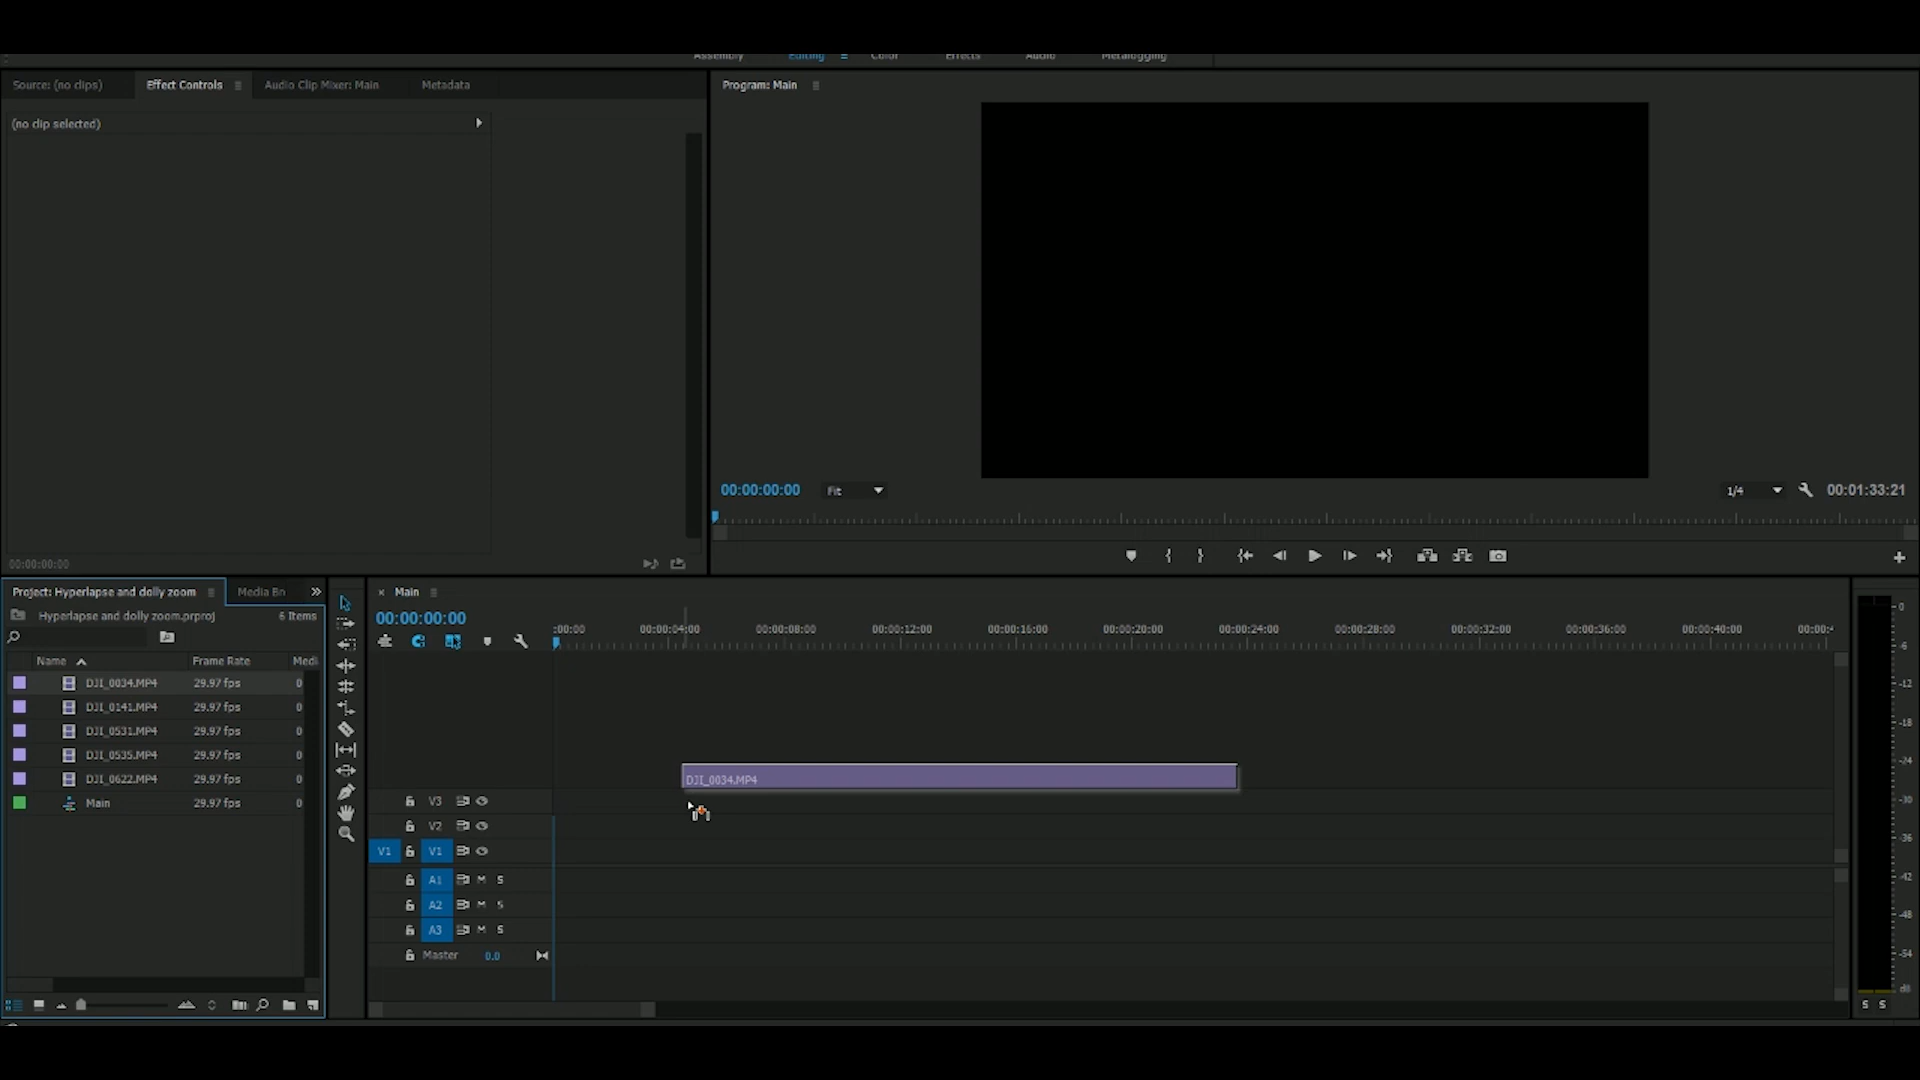 Assembly Editing Color Effects Audio Metalogging
Source: (no clips) Effect Controls Audio Clip Mixer: Main Metadata
Program: Main
(no clip selected)
00:00:00:00 Fit 1/4 00:01:33:21
00:00:00:00
Project: Hyperlapse and dolly zoom Media Bro
Hyperlapse and dolly zoom.prproj 6 Items
Name Frame Rate Medi
DJI_0034.MP4 29.97 fps 0
DJI_0141.MP4 29.97 fps 0
DJI_0531.MP4 29.97 fps 0
DJI_0535.MP4 29.97 fps 0
DJI_0622.MP4 29.97 fps 0
Main 29.97 fps 0
Main
00:00:00:00
:00:00 00:00:04:00 00:00:08:00 00:00:12:00 00:00:16:00 00:00:20:00 00:00:24:00 00:00:28:00 00:00:32:00 00:00:36:00 00:00:40:00 00:00:4
DJI_0034.MP4
V3
V2
V1 V1
A1 M S
A2 M S
A3 M S
Master 0.0
0
-6
-12
-18
-24
-30
-36
-42
-48
-54
dB
S S